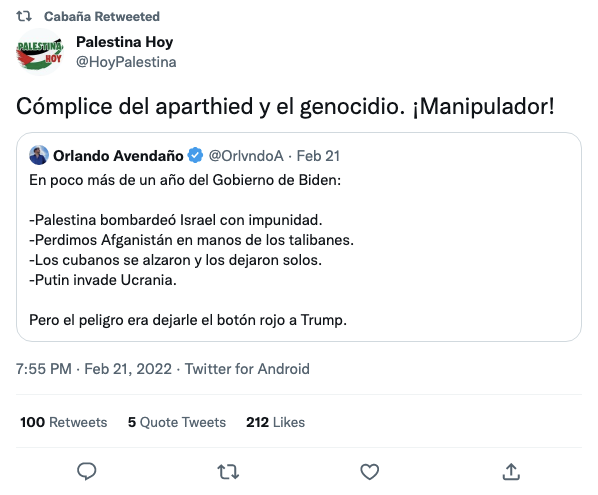 Cabaña Retweeted
PALESTINA
HOY
Palestina Hoy
@HoyPalestina
Cómplice del aparthied y el genocidio. ¡Manipulador!
Orlando Avendaño @OrlvndoA · Feb 21
En poco más de un año del Gobierno de Biden:
-Palestina bombardeó Israel con impunidad.
-Perdimos Afganistán en manos de los talibanes.
-Los cubanos se alzaron y los dejaron solos.
-Putin invade Ucrania.
Pero el peligro era dejarle el botón rojo a Trump.
7:55 PM · Feb 21, 2022 · Twitter for Android
100 Retweets 5 Quote Tweets 212 Likes